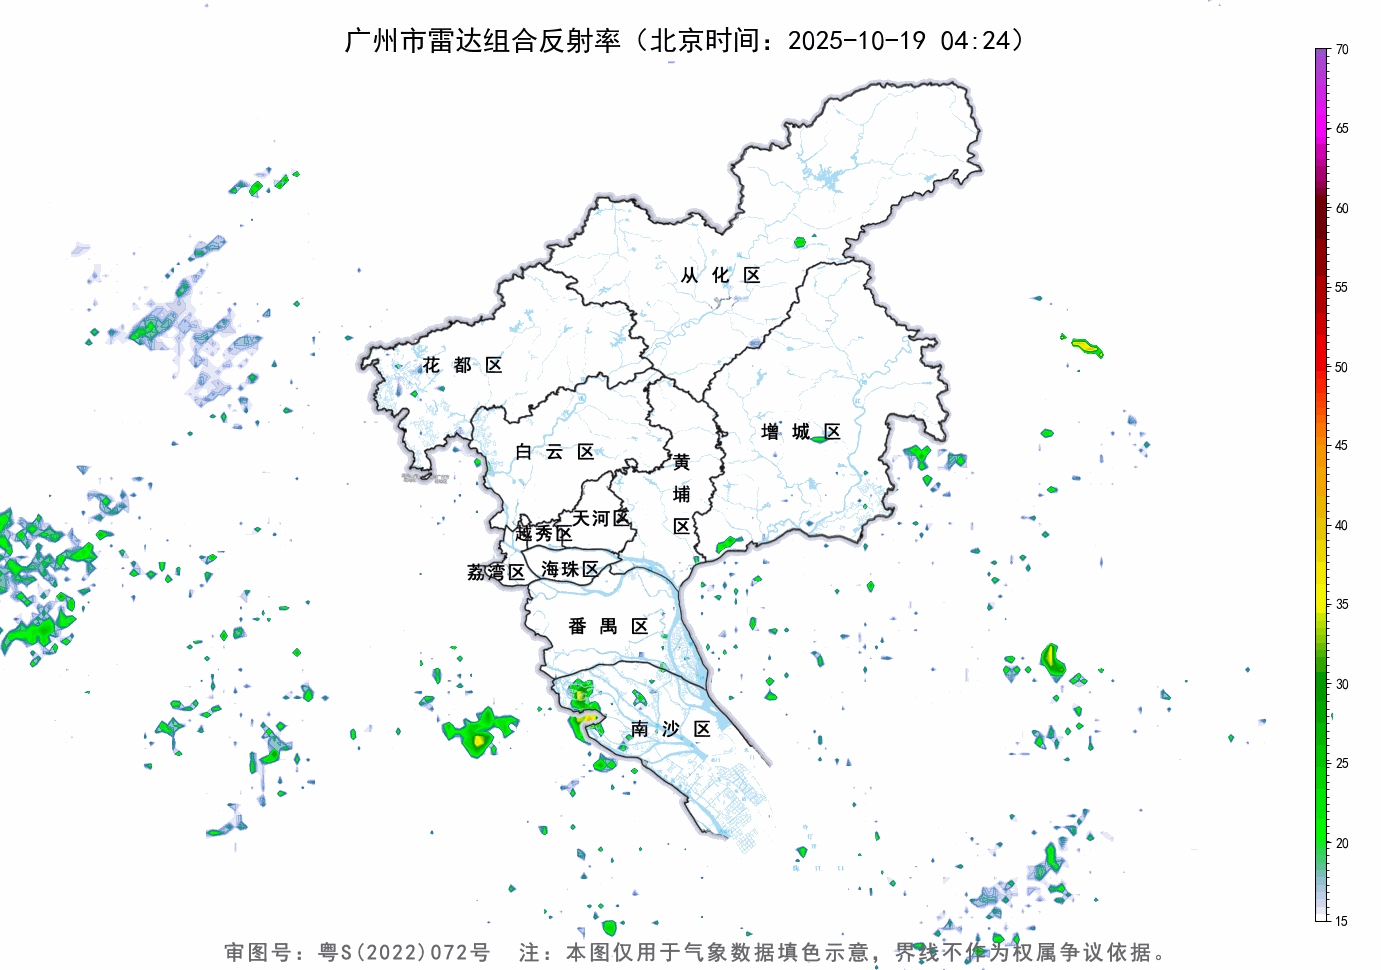 广州市雷达组合反射率（北京时间：2025-10-19 04:24）
70
65
60
55
50
45
40
35
30
25
20
15
从化区
花都区
增城区
白云区
黄埔区
天河区
越秀区
荔湾区
海珠区
番禺区
南沙区
审图号：粤S(2022)072号 注：本图仅用于气象数据填色示意，界线不作为权属争议依据。